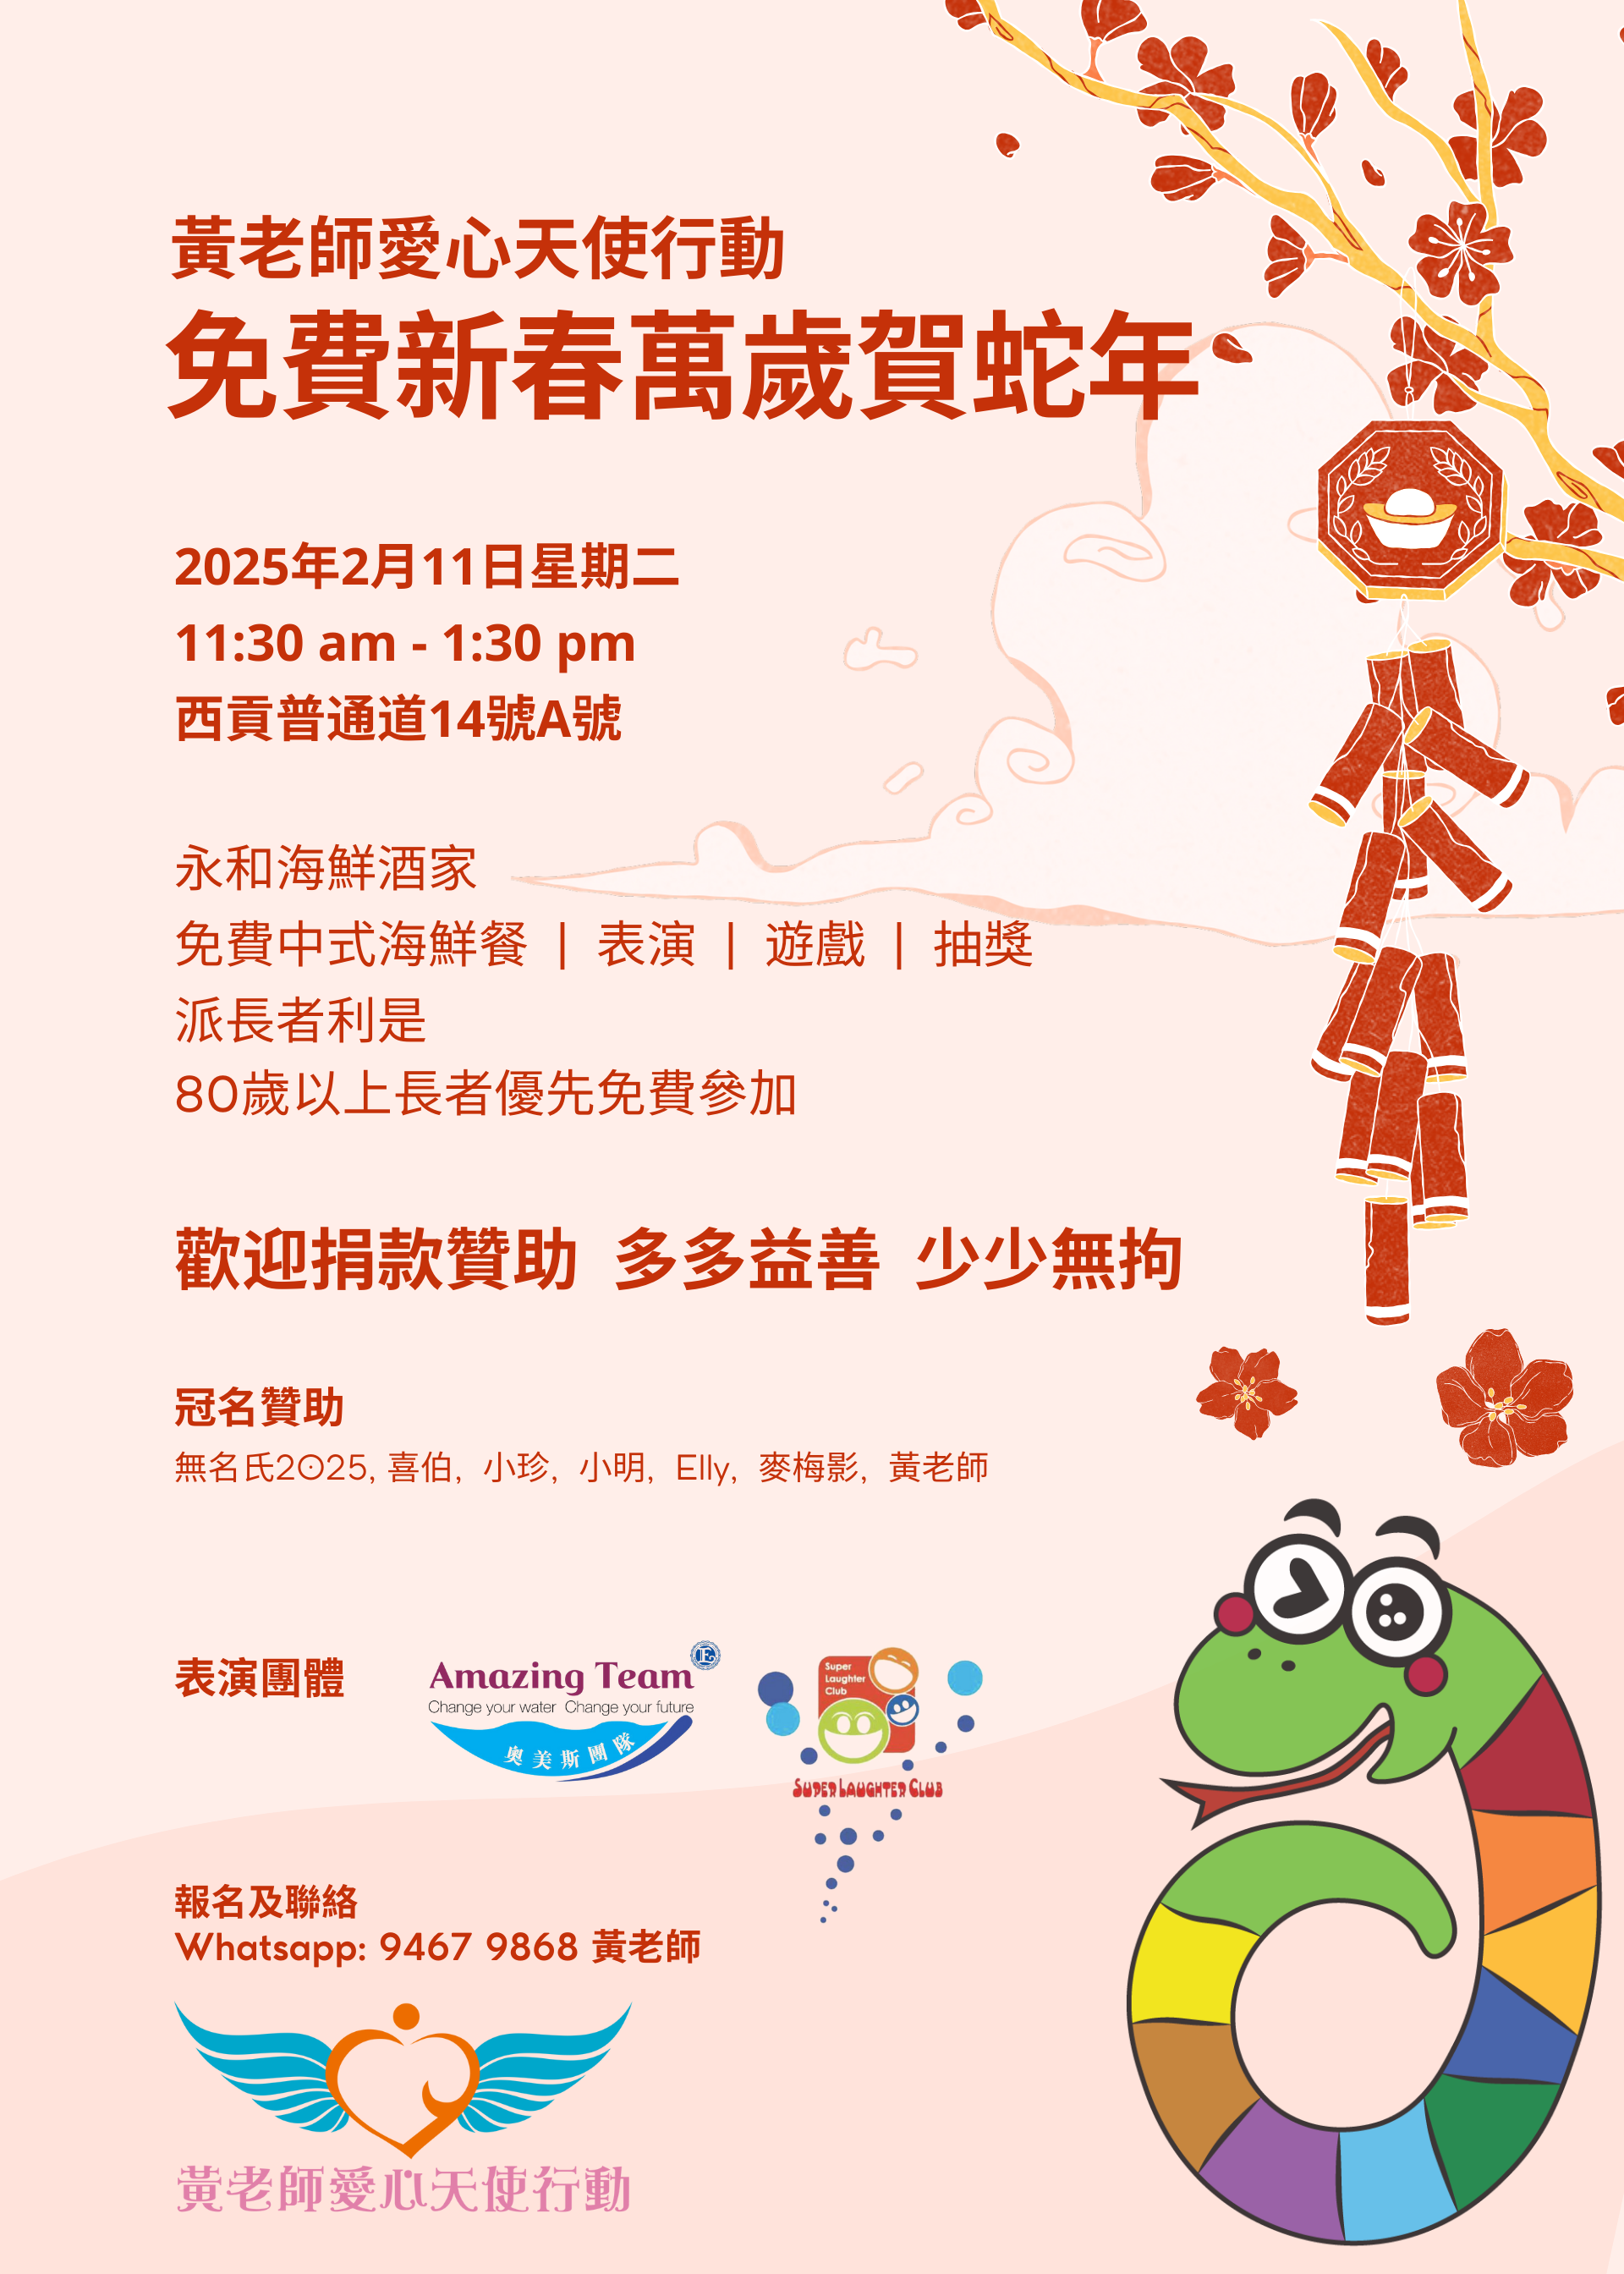 黃老師愛心天使行動
免費新春萬歲賀蛇年
2025年2月11日星期二
11:30 am - 1:30 pm
西貢普通道14號A號
永和海鮮酒家
免費中式海鮮餐 | 表演 | 遊戲 | 抽獎
派長者利是
80歲以上長者優先免費參加
歡迎捐款贊助 多多益善 少少無拘
冠名贊助
無名氏2025, 喜伯, 小珍, 小明, Elly, 麥梅影, 黃老師
表演團體
E
Amazing Team
Change your water Change your future
奧美斯團隊
Super
Laughter
Club
SUPER LAUGHTER CLUB
報名及聯絡
Whatsapp: 9467 9868 黃老師
黃老師愛心天使行動